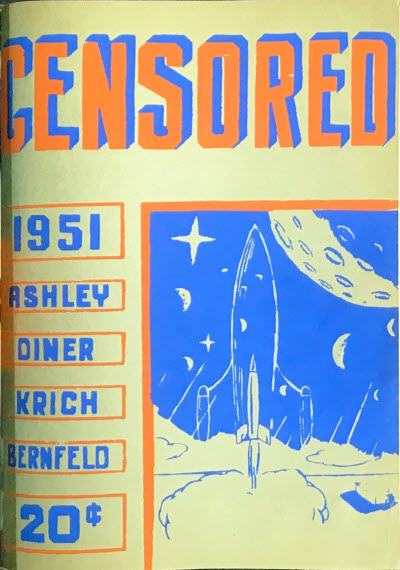 CENSORED
1951
ASHLEY
DINER
KRICH
BERNFELD
20¢